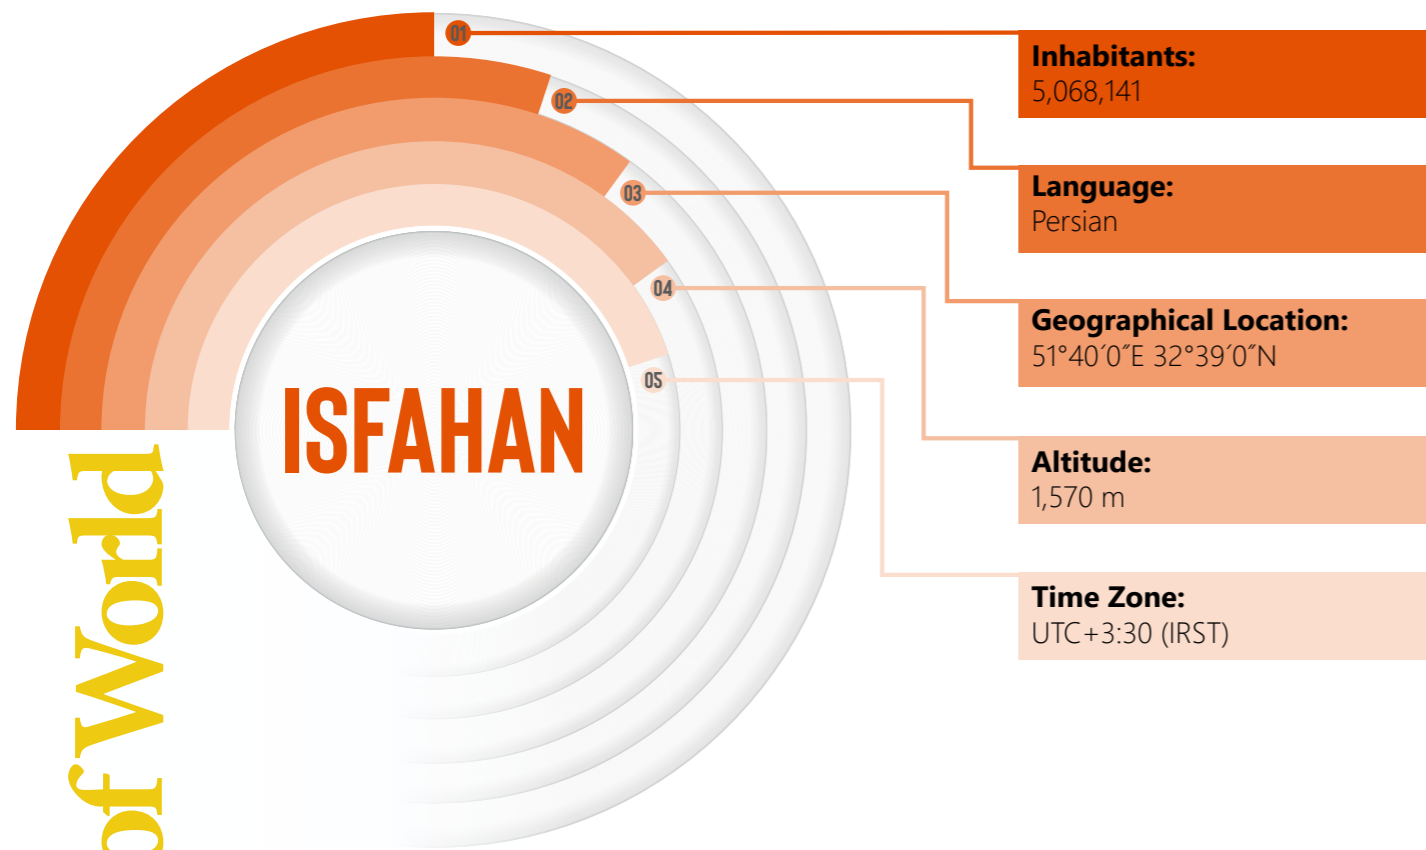 01
Inhabitants:
5,068,141
02
Language:
Persian
03
Geographical Location:
51°40′0″E 32°39′0″N
04
Altitude:
1,570 m
05
Time Zone:
UTC+3:30 (IRST)
ISFAHAN
of World